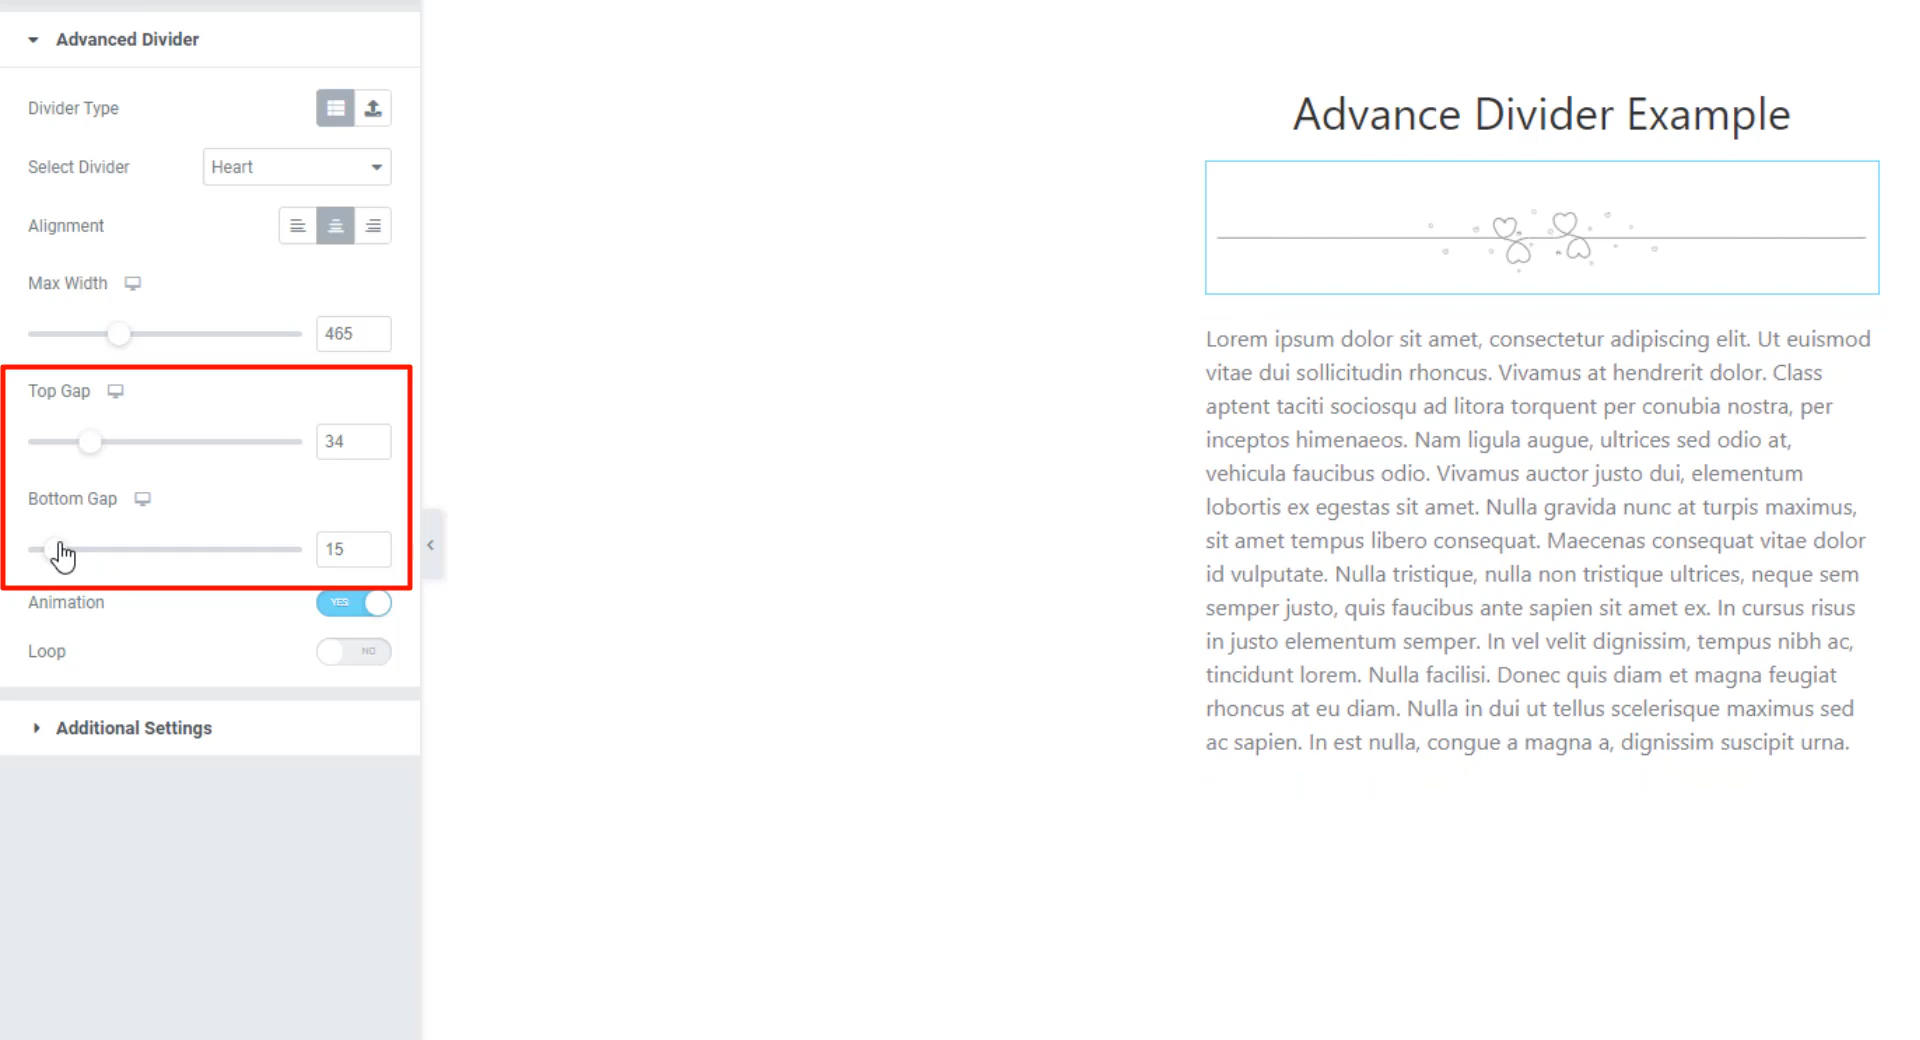 Advanced Divider
Divider Type
Select Divider
Heart
Alignment
Max Width
465
Top Gap
34
Bottom Gap
15
Animation
YES
Loop
NO
Additional Settings
Advance Divider Example
Lorem ipsum dolor sit amet, consectetur adipiscing elit. Ut euismod
vitae dui sollicitudin rhoncus. Vivamus at hendrerit dolor. Class
aptent taciti sociosqu ad litora torquent per conubia nostra, per
inceptos himenaeos. Nam ligula augue, ultrices sed odio at,
vehicula faucibus odio. Vivamus auctor justo dui, elementum
lobortis ex egestas sit amet. Nulla gravida nunc at turpis maximus,
sit amet tempus libero consequat. Maecenas consequat vitae dolor
id vulputate. Nulla tristique, nulla non tristique ultrices, neque sem
semper justo, quis faucibus ante sapien sit amet ex. In cursus risus
in justo elementum semper. In vel velit dignissim, tempus nibh ac,
tincidunt lorem. Nulla facilisi. Donec quis diam et magna feugiat
rhoncus at eu diam. Nulla in dui ut tellus scelerisque maximus sed
ac sapien. In est nulla, congue a magna a, dignissim suscipit urna.